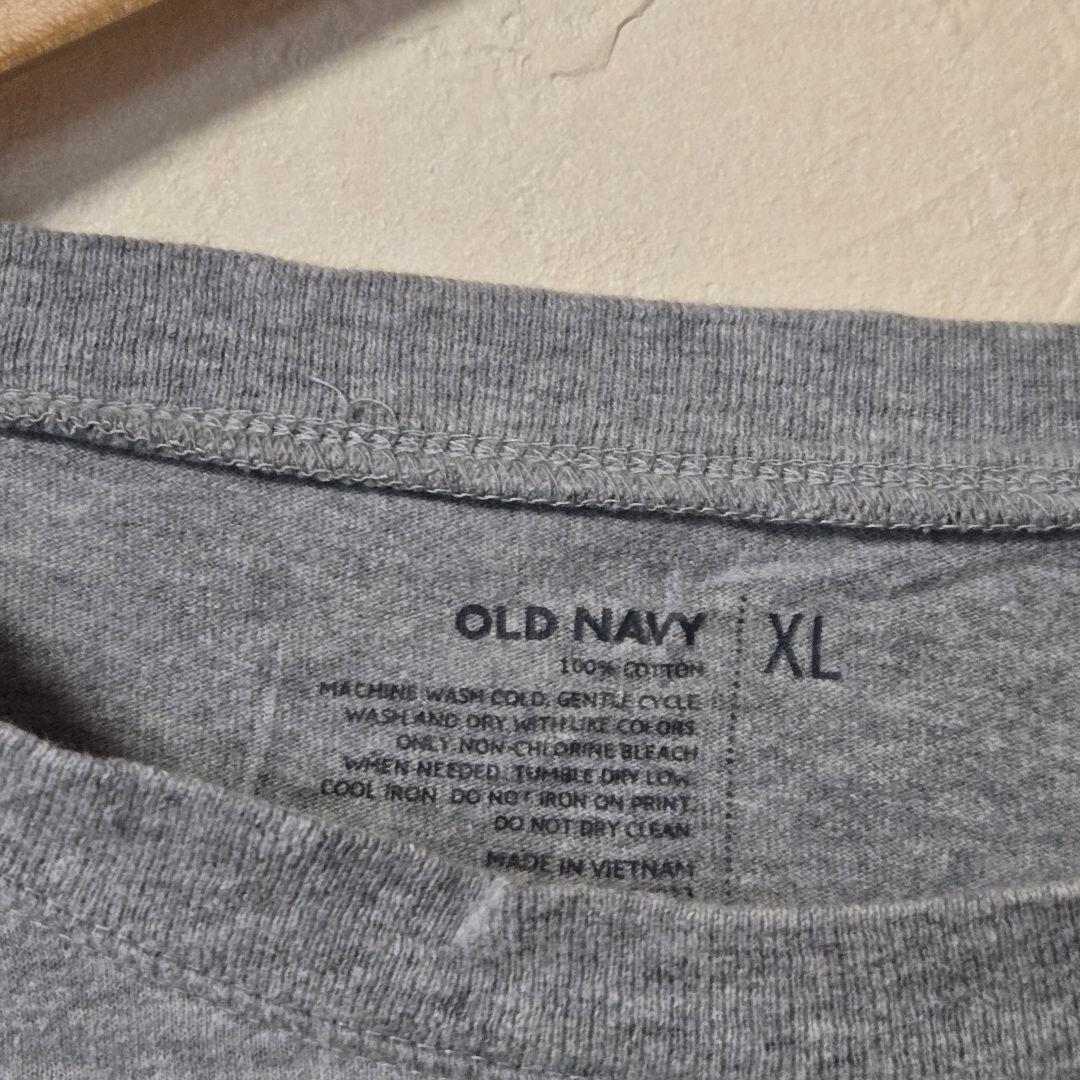 OLD NAVY
XL
100% COTTON
MACHINE WASH COLD, GENTLE CYCLE
WASH AND DRY WITH LIKE COLORS
ONLY NON-CHLORINE BLEACH
WHEN NEEDED, TUMBLE DRY LOW
COOL IRON DO NOT IRON ON PRINT
DO NOT DRY CLEAN
MADE IN VIETNAM